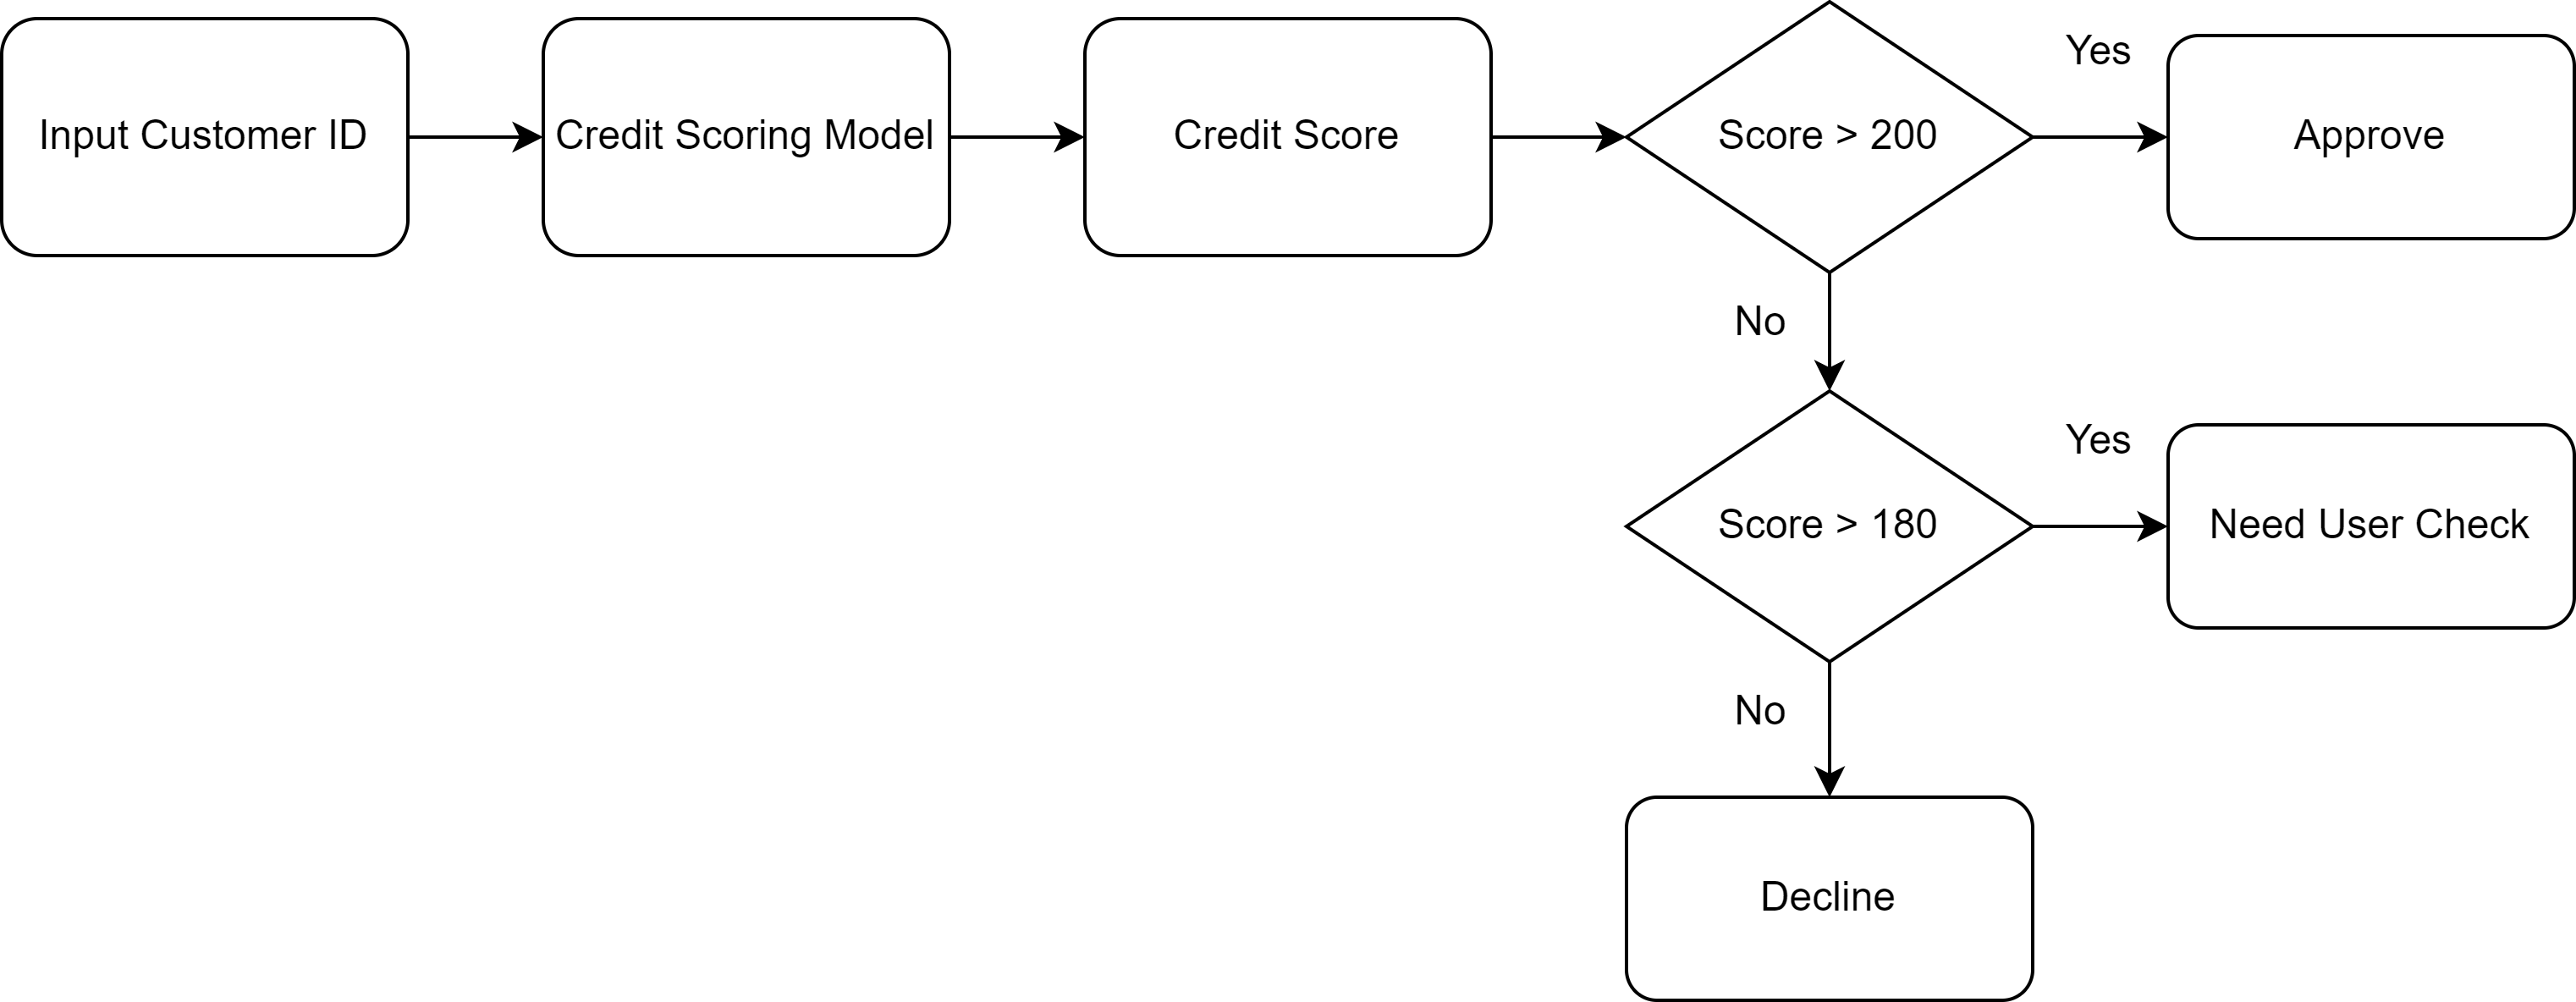 Input Customer ID
Credit Scoring Model
Credit Score
Score > 200
Yes
Approve
No
Score > 180
Yes
Need User Check
No
Decline